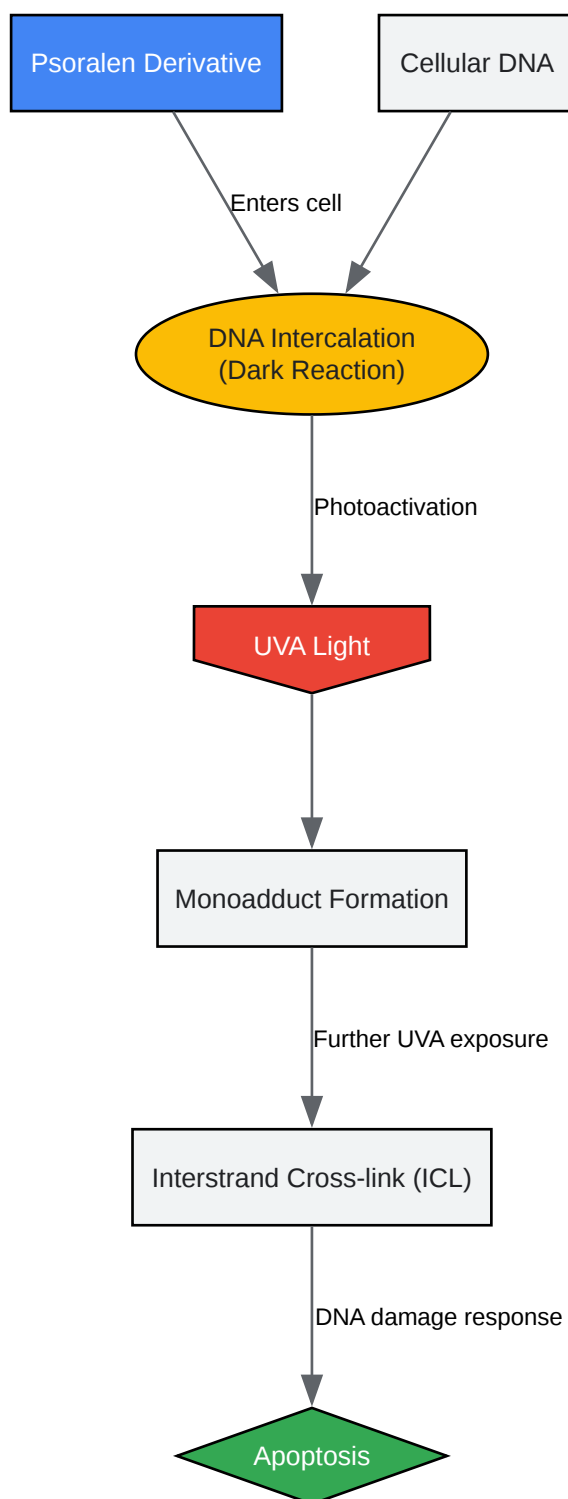 Psoralen Derivative
Cellular DNA
Enters cell
DNA Intercalation
(Dark Reaction)
Photoactivation
UVA Light
Monoadduct Formation
Further UVA exposure
Interstrand Cross-link (ICL)
DNA damage response
Apoptosis